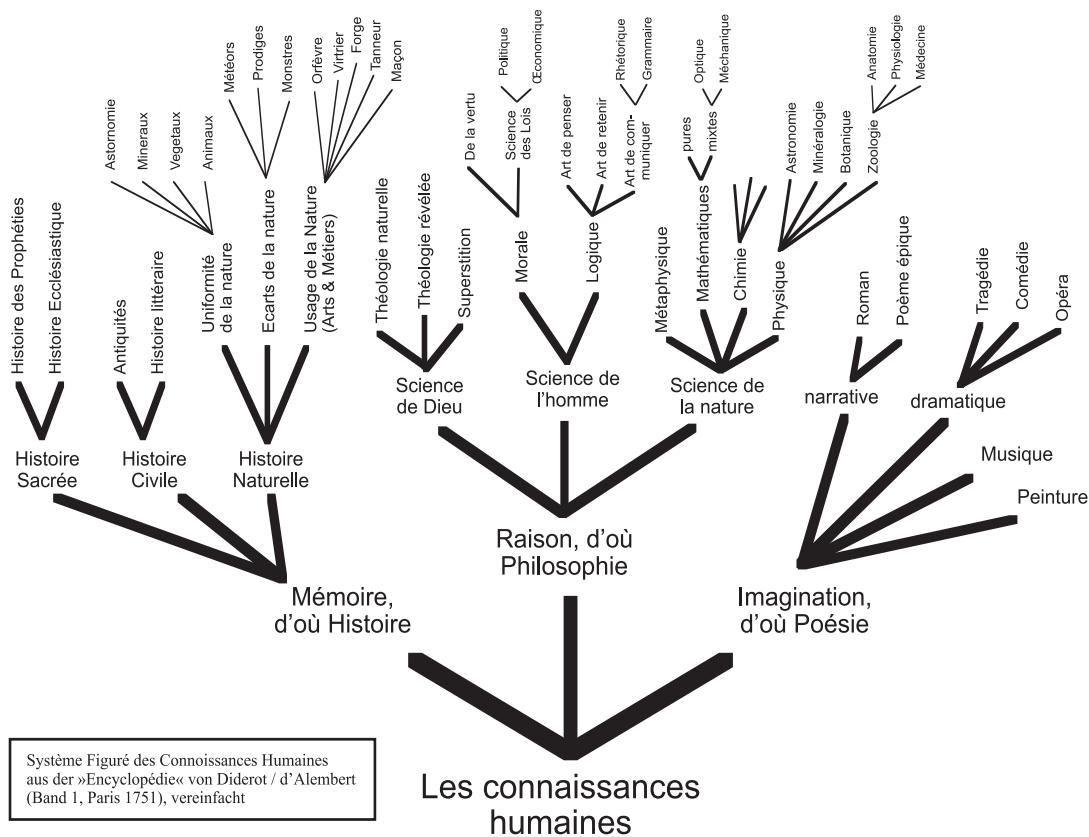 Météors
Prodiges
Monstres
Orfèvre
Virtrier
Forge
Tanneur
Maçon
Politique
Œconomique
Rhétorique
Grammaire
Optique
Méchanique
Anatomie
Physiologie
Médecine
Astornomie
Mineraux
Vegetaux
Animaux
De la vertu
Science
des Lois
Art de penser
Art de retenir
Art de com-
muniquer
pures
mixtes
Astronomie
Minéralogie
Botanique
Zoologie
Histoire des Prophéties
Histoire Ecclésiastique
Antiquités
Histoire littéraire
Uniformité
de la nature
Ecarts de la nature
Usage de la Nature
(Arts & Métiers)
Théologie naturelle
Théologie révélée
Superstition
Morale
Logique
Métaphysique
Mathématiques
Chimie
Physique
Roman
Poème épique
Tragédie
Comédie
Opéra
Histoire
Sacrée
Histoire
Civile
Histoire
Naturelle
Science
de Dieu
Science de
l’homme
Science de
la nature
narrative
dramatique
Musique
Peinture
Mémoire,
d’où Histoire
Raison, d’où
Philosophie
Imagination,
d’où Poésie
Les connaissances
humaines
Système Figuré des Connoissances Humaines
aus der »Encyclopédie« von Diderot / d’Alembert
(Band 1, Paris 1751), vereinfacht